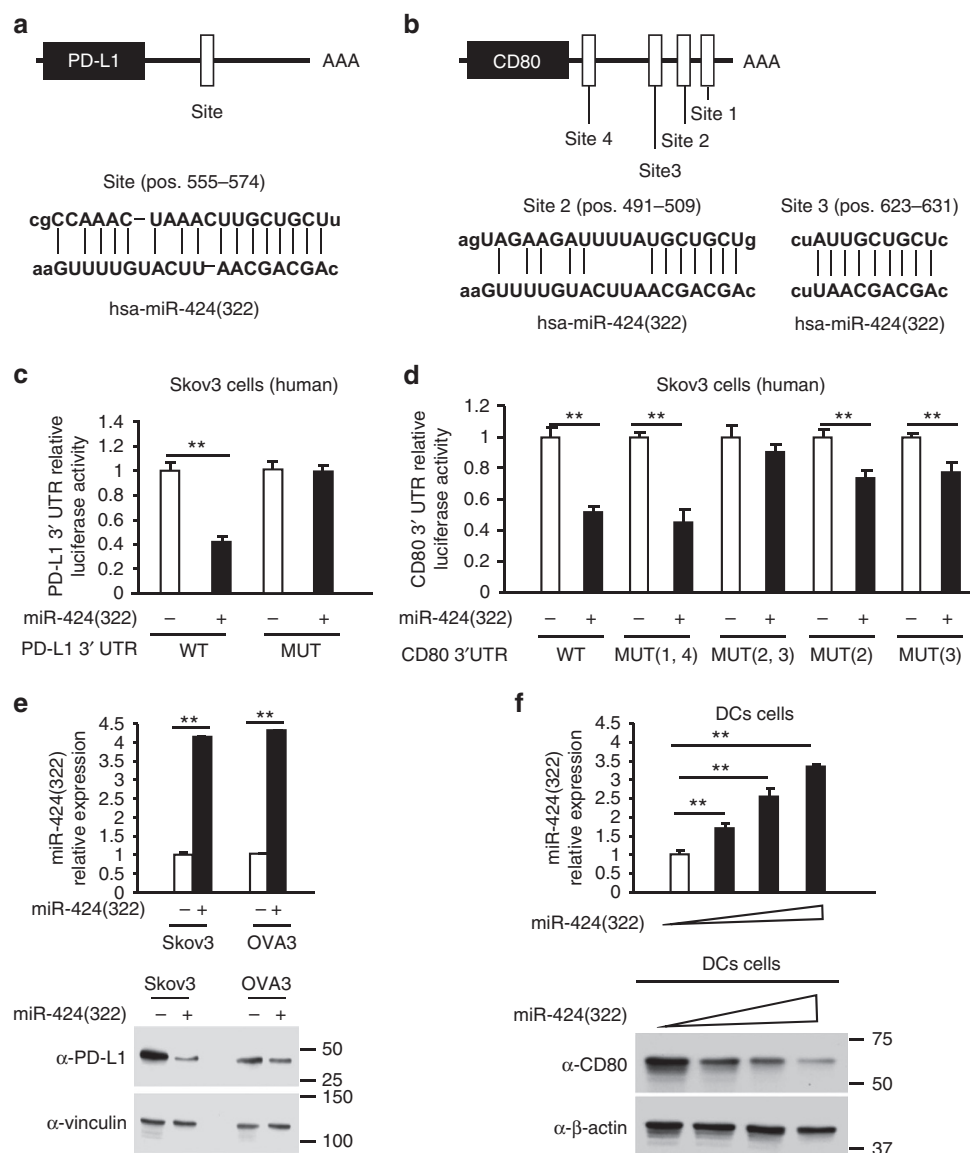 a
PD-L1
AAA
Site
Site (pos. 555–574)
cgCCAAAC–UAAACUUGCUGCUu
aaGUUUUGUACUU–AACGACGAc
hsa-miR-424(322)
b
CD80
AAA
Site 1
Site 4
Site 2
Site3
Site 2 (pos. 491–509)
agUAGAAGAUUUUAUGCUGCUg
aaGUUUUGUACUUAACGACGAc
hsa-miR-424(322)
Site 3 (pos. 623–631)
cuAUUGCUGCUc
cuUAACGACGAc
hsa-miR-424(322)
c
Skov3 cells (human)
PD-L1 3′ UTR relative
luciferase activity
1.4
1.2
1
0.8
0.6
0.4
0.2
0
**
miR-424(322) – + – +
PD-L1 3′ UTR WT MUT
d
Skov3 cells (human)
CD80 3′ UTR relative
luciferase activity
1.2
1
0.8
0.6
0.4
0.2
0
** ** ** **
miR-424(322) – + – + – + – + – +
CD80 3′UTR WT MUT(1, 4) MUT(2, 3) MUT(2) MUT(3)
e
miR-424(322)
relative expression
4.5
4
3.5
3
2.5
2
1.5
1
0.5
0
** **
miR-424(322) – + – +
Skov3 OVA3
Skov3 OVA3
miR-424(322) – + – +
α-PD-L1
50
25
α-vinculin
150
100
f
DCs cells
miR-424(322)
relative expression
4.5
4
3.5
3
2.5
2
1.5
1
0.5
0
**
**
**
miR-424(322)
DCs cells
miR-424(322)
α-CD80
75
50
α-β-actin
37